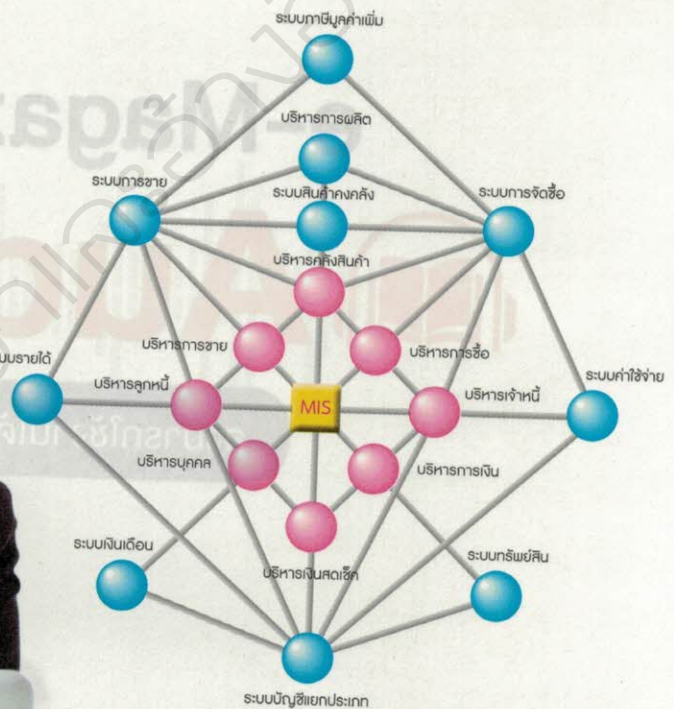 ระบบภาษีมูลค่าเพิ่ม
บริหารการผลิต
ระบบการขาย
ระบบสินค้าคงคลัง
ระบบการจัดซื้อ
บริหารคลังสินค้า
บริหารการขาย
บริหารการซื้อ
บบรายได้
บริหารลูกหนี้
MIS
บริหารเจ้าหนี้
ระบบค่าใช้จ่าย
บริหารบุคคล
บริหารการเงิน
ระบบเงินเดือน
บริหารเงินสดเช็ค
ระบบทรัพย์สิน
ระบบบัญชีแยกประเภท